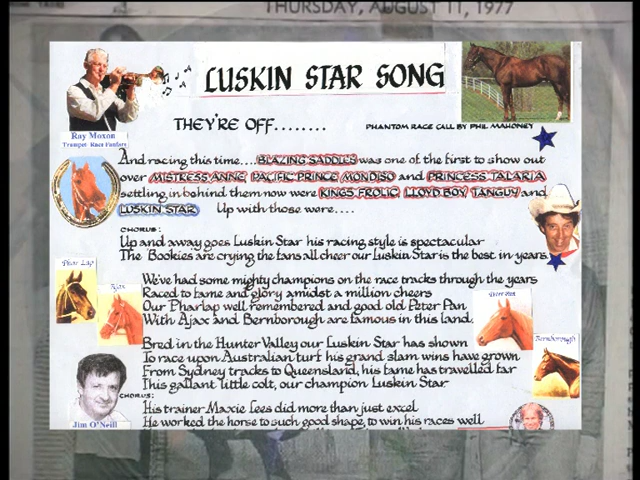 THURSDAY, AUGUST 11, 1977
LUSKIN STAR SONG
THEY'RE OFF........
PHANTOM RACE CALL BY PHIL MAHONEY
Ray Moxon
Trumpet Race Fanfare
And racing this time....BLAZING SADDLES was one of the first to show out
over MISTRESS ANNE PACIFIC PRINCE MONDISO and PRINCESS TALARIA
settling in behind them now were KINGS FROLIC LLOYD BOY TANGUY and
LUSKIN STAR Up with those were....
CHORUS:
Up and away goes Luskin Star his racing style is spectacular
The Bookies are crying the fans all cheer our Luskin Star is the best in years
Phar Lap
Ajax
We've had some mighty champions on the race tracks through the years
Raced to fame and glory amidst a million cheers
Our Pharlap well remembered and good old Peter Pan
With Ajax and Bernborough are famous in this land.
Peter Pan
Bernborough
Bred in the Hunter Valley our Luskin Star has shown
To race upon Australian turf his grand slam wins have grown
From Sydney tracks to Queensland, his fame has travelled far
This gallant little colt, our champion Luskin Star
CHORUS:
Jim O'Neill
His trainer Maxie Lees did more than just excel
He worked the horse to such good shape, to win his races well